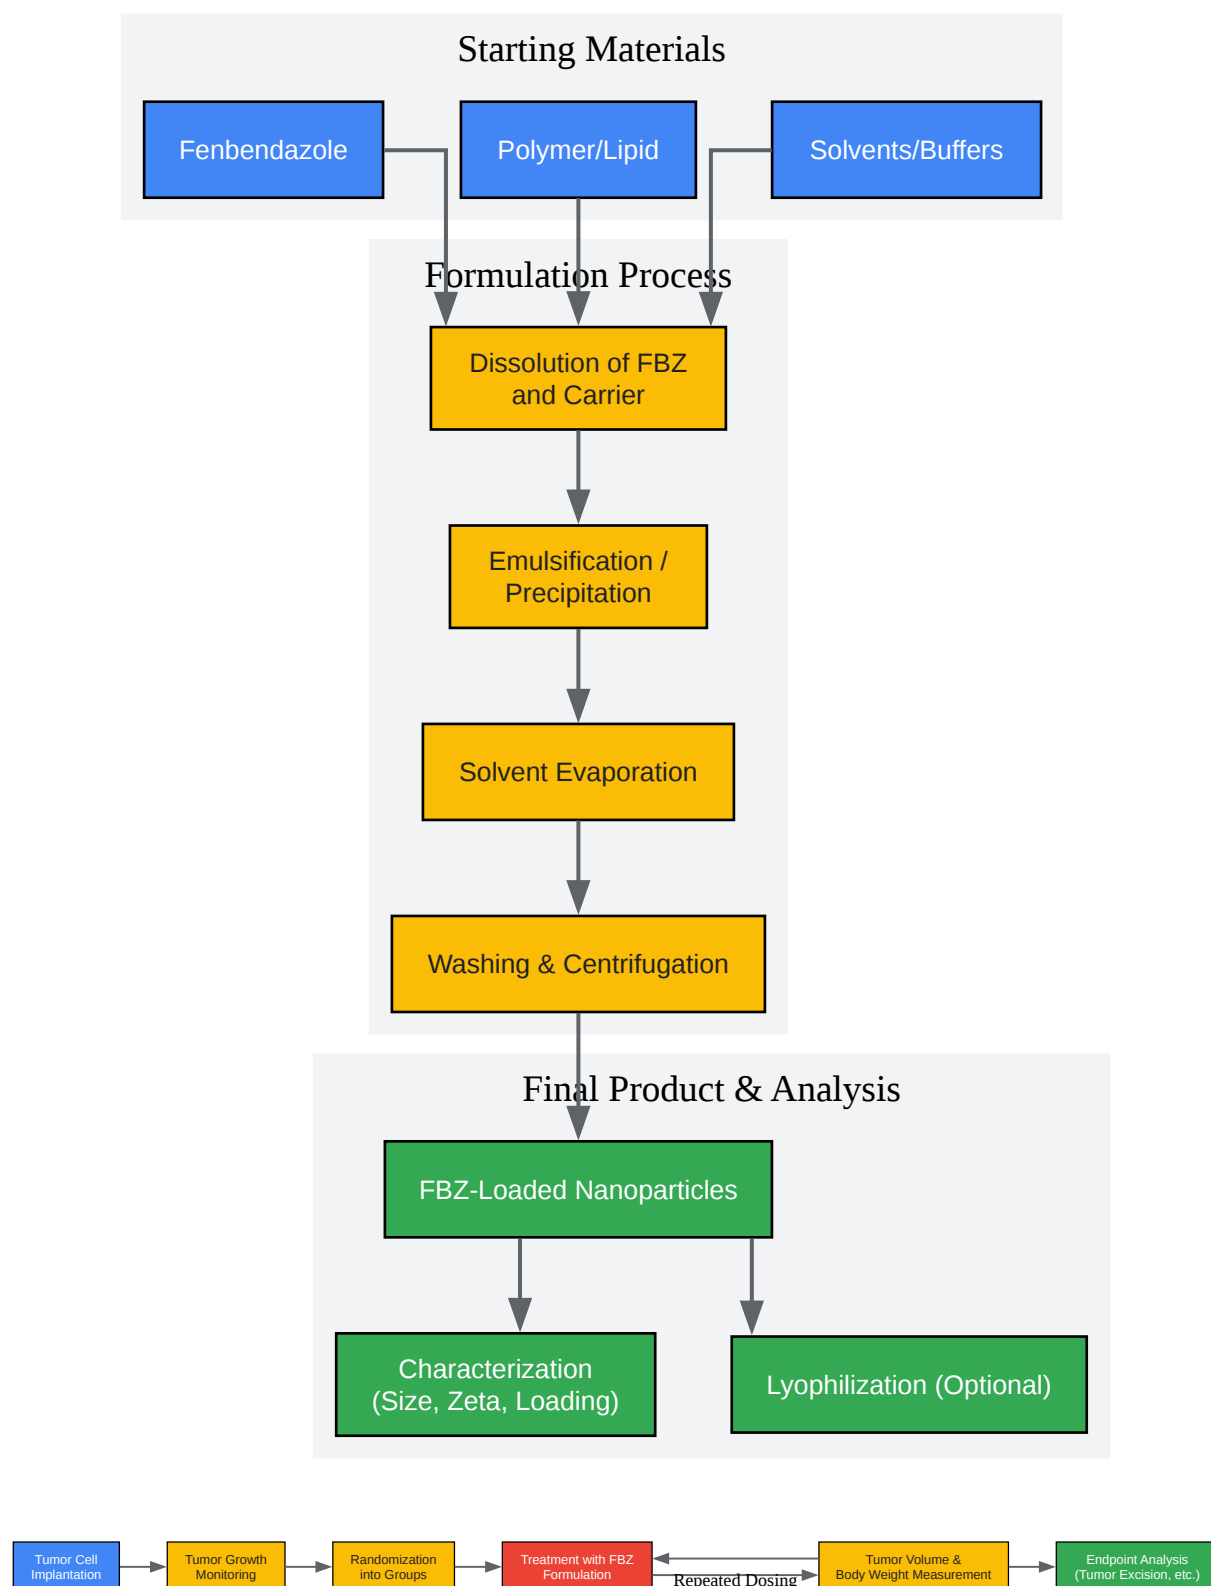 Starting Materials
Fenbendazole
Polymer/Lipid
Solvents/Buffers
Formulation Process
Dissolution of FBZ
and Carrier
Emulsification /
Precipitation
Solvent Evaporation
Washing & Centrifugation
Final Product & Analysis
FBZ-Loaded Nanoparticles
Characterization
(Size, Zeta, Loading)
Lyophilization (Optional)
Tumor Cell
Implantation
Tumor Growth
Monitoring
Randomization
into Groups
Treatment with FBZ
Formulation
Repeated Dosing
Tumor Volume &
Body Weight Measurement
Endpoint Analysis
(Tumor Excision, etc.)